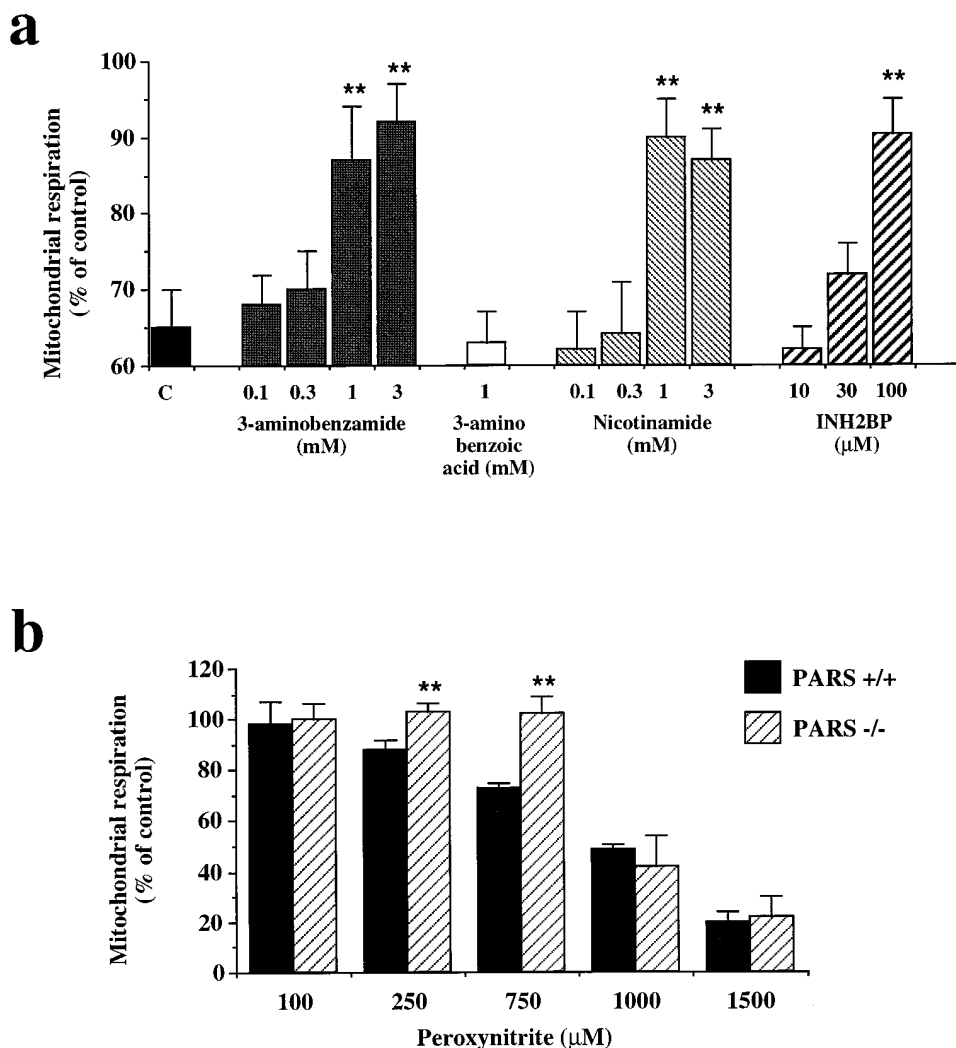 a
Mitochondrial respiration
(% of control)
100
90
80
70
60
** ** ** ** **
C 0.1 0.3 1 3 1 0.1 0.3 1 3 10 30 100
3-aminobenzamide
(mM)
3-amino
benzoic
acid (mM)
Nicotinamide
(mM)
INH2BP
(μM)
b
Mitochondrial respiration
(% of control)
120
100
80
60
40
20
0
** **
PARS +/+
PARS -/-
100 250 750 1000 1500
Peroxynitrite (μM)